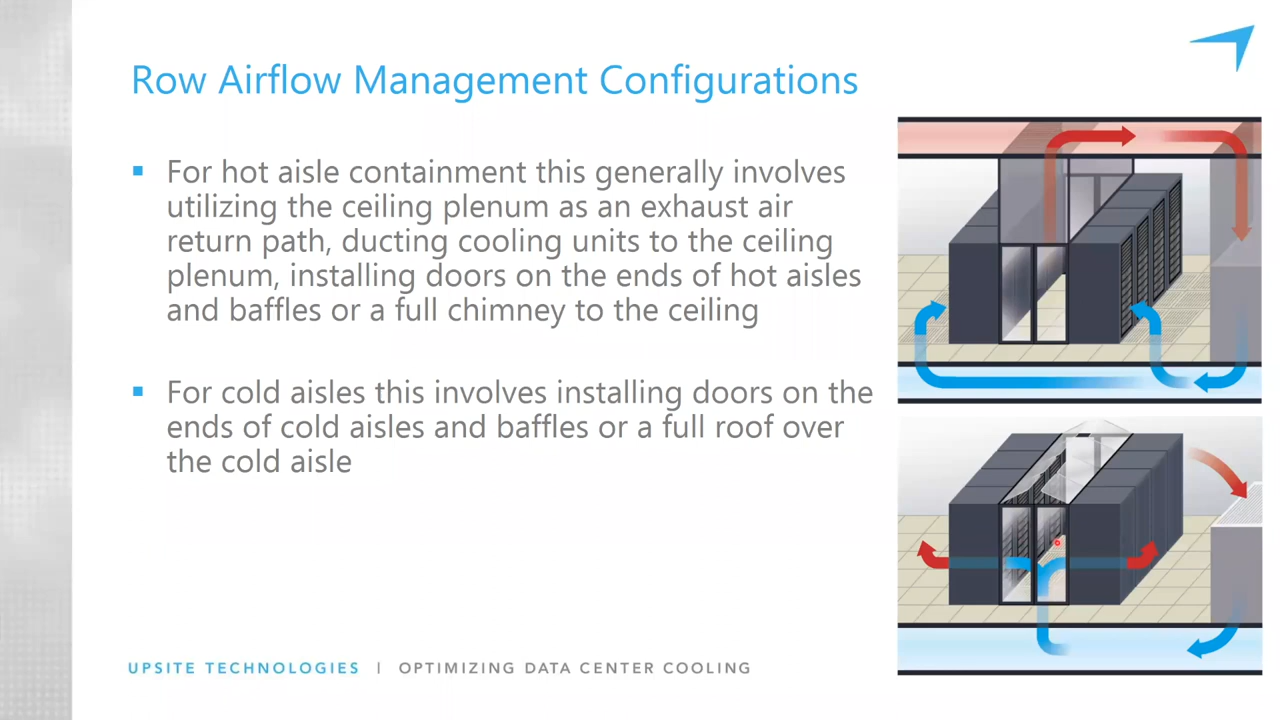 Row Airflow Management Configurations
For hot aisle containment this generally involves
utilizing the ceiling plenum as an exhaust air
return path, ducting cooling units to the ceiling
plenum, installing doors on the ends of hot aisles
and baffles or a full chimney to the ceiling
For cold aisles this involves installing doors on the
ends of cold aisles and baffles or a full roof over
the cold aisle
UPSITE TECHNOLOGIES | OPTIMIZING DATA CENTER COOLING